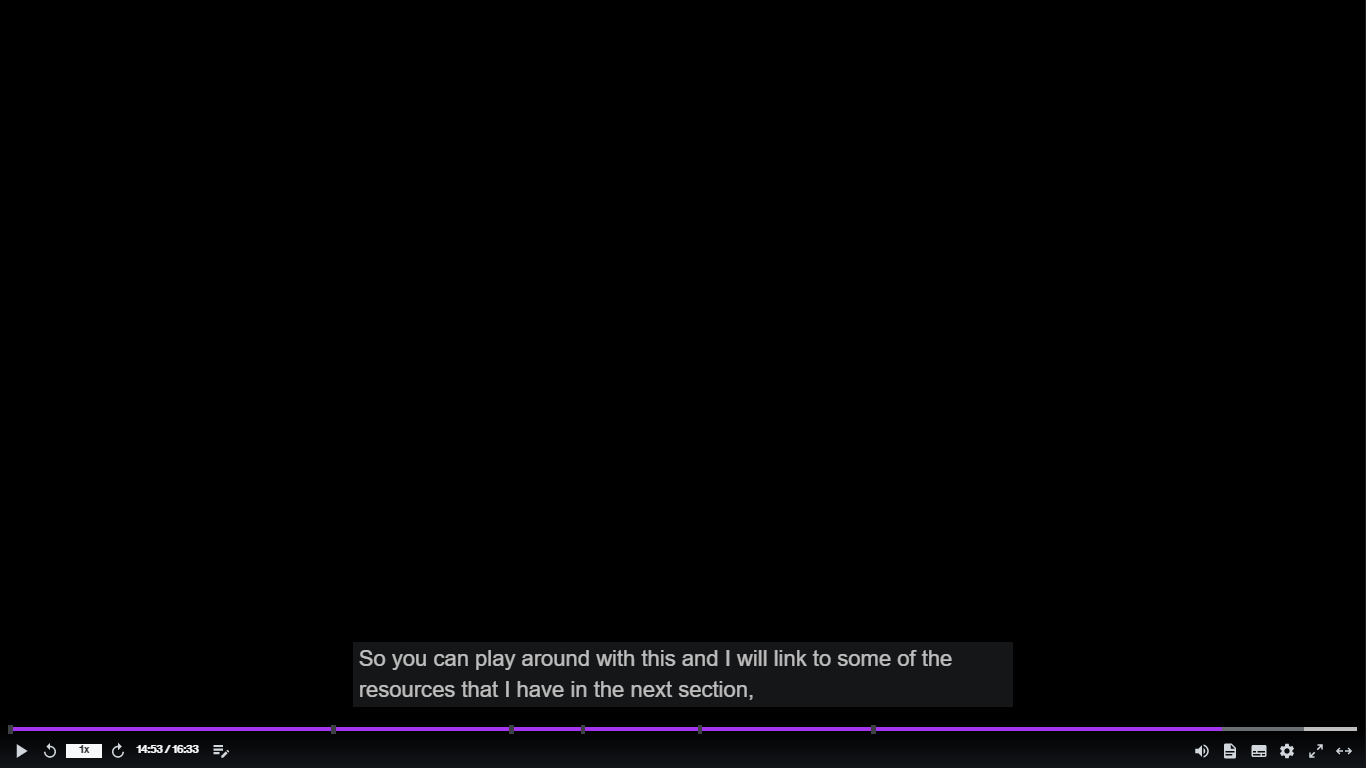 So you can play around with this and I will link to some of the
resources that I have in the next section,
1x
14:53 / 16:33